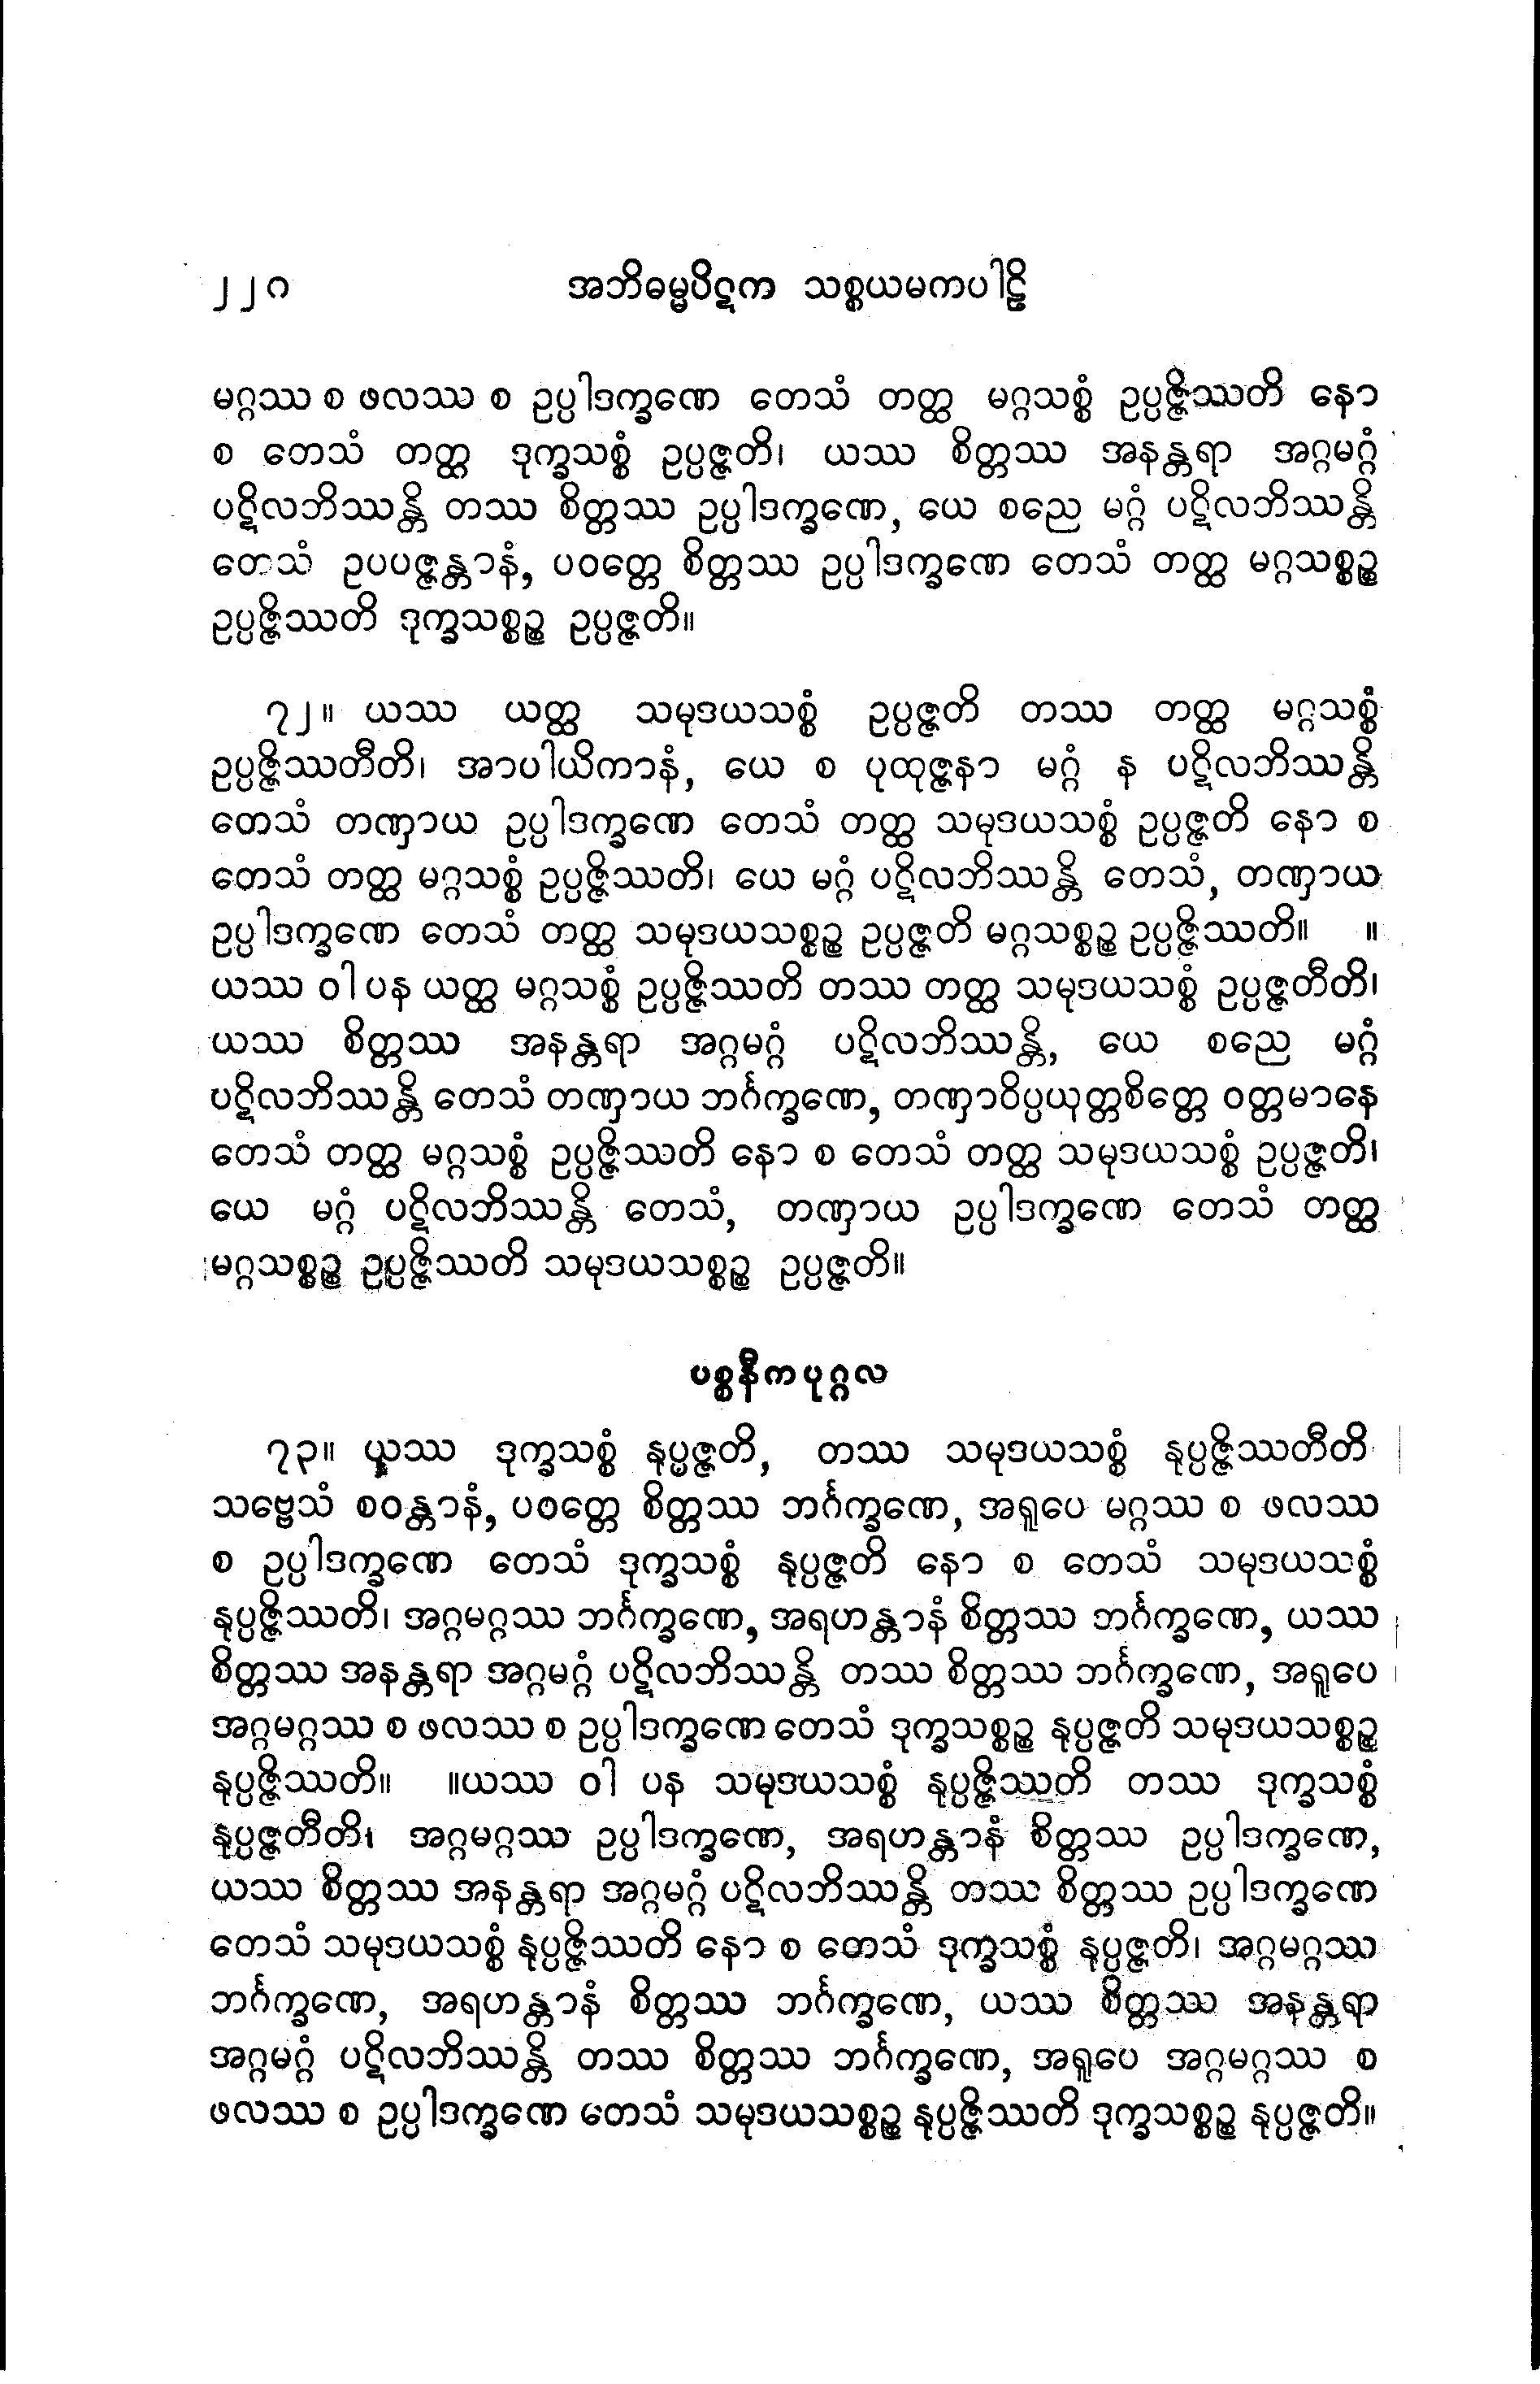 ၂၂၈ အဘိဓမ္မပိဋက သစ္စယမကပါဠိ
မဂ္ဂဿ စ ဖလဿ စ ဥပ္ပါဒက္ခဏေ တေသံ တတ္ထ မဂ္ဂသစ္စံ ဥပ္ပဇ္ဇိဿတိ နော
စ တေသံ တတ္ထ ဒုက္ခသစ္စံ ဥပ္ပဇ္ဇတိ၊ ယဿ စိတ္တဿ အနန္တရာ အဂ္ဂမဂ္ဂံ
ပဋိလဘိဿန္တိ တဿ စိတ္တဿ ဥပ္ပါဒက္ခဏေ, ယေ စညေ မဂ္ဂံ ပဋိလဘိဿန္တိ
တေသံ ဥပပဇ္ဇန္တာနံ, ပဝတ္တေ စိတ္တဿ ဥပ္ပါဒက္ခဏေ တေသံ တတ္ထ မဂ္ဂသစ္စဉ္စ
ဥပ္ပဇ္ဇိဿတိ ဒုက္ခသစ္စဉ္စ ဥပ္ပဇ္ဇတိ။
၇၂။ ယဿ ယတ္ထ သမုဒယသစ္စံ ဥပ္ပဇ္ဇတိ တဿ တတ္ထ မဂ္ဂသစ္စံ
ဥပ္ပဇ္ဇိဿတီတိ၊ အာပါယိကာနံ, ယေ စ ပုထုဇ္ဇနာ မဂ္ဂံ န ပဋိလဘိဿန္တိ
တေသံ တဏှာယ ဥပ္ပါဒက္ခဏေ တေသံ တတ္ထ သမုဒယသစ္စံ ဥပ္ပဇ္ဇတိ နော စ
တေသံ တတ္ထ မဂ္ဂသစ္စံ ဥပ္ပဇ္ဇိဿတိ၊ ယေ မဂ္ဂံ ပဋိလဘိဿန္တိ တေသံ, တဏှာယ
ဥပ္ပါဒက္ခဏေ တေသံ တတ္ထ သမုဒယသစ္စဉ္စ ဥပ္ပဇ္ဇတိ မဂ္ဂသစ္စဉ္စ ဥပ္ပဇ္ဇိဿတိ။ ။
ယဿ ဝါ ပန ယတ္ထ မဂ္ဂသစ္စံ ဥပ္ပဇ္ဇိဿတိ တဿ တတ္ထ သမုဒယသစ္စံ ဥပ္ပဇ္ဇတီတိ၊
ယဿ စိတ္တဿ အနန္တရာ အဂ္ဂမဂ္ဂံ ပဋိလဘိဿန္တိ, ယေ စညေ မဂ္ဂံ
ပဋိလဘိဿန္တိ တေသံ တဏှာယ ဘင်္ဂက္ခဏေ, တဏှာဝိပ္ပယုတ္တစိတ္တေ ဝတ္တမာနေ
တေသံ တတ္ထ မဂ္ဂသစ္စံ ဥပ္ပဇ္ဇိဿတိ နော စ တေသံ တတ္ထ သမုဒယသစ္စံ ဥပ္ပဇ္ဇတိ၊
ယေ မဂ္ဂံ ပဋိလဘိဿန္တိ တေသံ, တဏှာယ ဥပ္ပါဒက္ခဏေ တေသံ တတ္ထ
မဂ္ဂသစ္စဉ္စ ဥပ္ပဇ္ဇိဿတိ သမုဒယသစ္စဉ္စ ဥပ္ပဇ္ဇတိ။
ပစ္စနီကပုဂ္ဂလ
၇၃။ ယဿ ဒုက္ခသစ္စံ နုပ္ပဇ္ဇတိ, တဿ သမုဒယသစ္စံ နုပ္ပဇ္ဇိဿတီတိ
သဗ္ဗေသံ စဝန္တာနံ, ပစတ္တေ စိတ္တဿ ဘင်္ဂက္ခဏေ, အရူပေ မဂ္ဂဿ စ ဖလဿ
စ ဥပ္ပါဒက္ခဏေ တေသံ ဒုက္ခသစ္စံ နုပ္ပဇ္ဇတိ နော စ တေသံ သမုဒယသစ္စံ
နုပ္ပဇ္ဇိဿတိ၊ အဂ္ဂမဂ္ဂဿ ဘင်္ဂက္ခဏေ, အရဟန္တာနံ စိတ္တဿ ဘင်္ဂက္ခဏေ, ယဿ
စိတ္တဿ အနန္တရာ အဂ္ဂမဂ္ဂံ ပဋိလဘိဿန္တိ တဿ စိတ္တဿ ဘင်္ဂက္ခဏေ, အရူပေ
အဂ္ဂမဂ္ဂဿ စ ဖလဿ စ ဥပ္ပါဒက္ခဏေ တေသံ ဒုက္ခသစ္စဉ္စ နုပ္ပဇ္ဇတိ သမုဒယသစ္စဉ္စ
နုပ္ပဇ္ဇိဿတိ။ ။ယဿ ဝါ ပန သမုဒယသစ္စံ နုပ္ပဇ္ဇိဿတိ တဿ ဒုက္ခသစ္စံ
နုပ္ပဇ္ဇတီတိ၊ အဂ္ဂမဂ္ဂဿ ဥပ္ပါဒက္ခဏေ, အရဟန္တာနံ စိတ္တဿ ဥပ္ပါဒက္ခဏေ,
ယဿ စိတ္တဿ အနန္တရာ အဂ္ဂမဂ္ဂံ ပဋိလဘိဿန္တိ တဿ စိတ္တဿ ဥပ္ပါဒက္ခဏေ
တေသံ သမုဒယသစ္စံ နုပ္ပဇ္ဇိဿတိ နော စ တေသံ ဒုက္ခသစ္စံ နုပ္ပဇ္ဇတိ၊ အဂ္ဂမဂ္ဂဿ
ဘင်္ဂက္ခဏေ, အရဟန္တာနံ စိတ္တဿ ဘင်္ဂက္ခဏေ, ယဿ စိတ္တဿ အနန္တရာ
အဂ္ဂမဂ္ဂံ ပဋိလဘိဿန္တိ တဿ စိတ္တဿ ဘင်္ဂက္ခဏေ, အရူပေ အဂ္ဂမဂ္ဂဿ စ
ဖလဿ စ ဥပ္ပါဒက္ခဏေ တေသံ သမုဒယသစ္စဉ္စ နုပ္ပဇ္ဇိဿတိ ဒုက္ခသစ္စဉ္စ နုပ္ပဇ္ဇတိ။